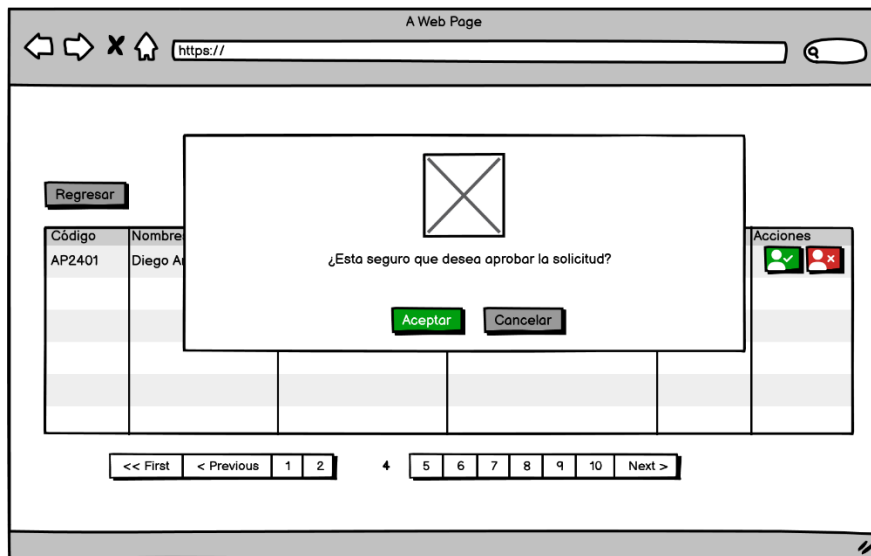 A Web Page
https://
Regresar
Código Acciones
AP2401 Diego
¿Esta seguro que desea aprobar la solicitud?
Aceptar Cancelar
<< First < Previous 1 2 4 5 6 7 8 9 10 Next >